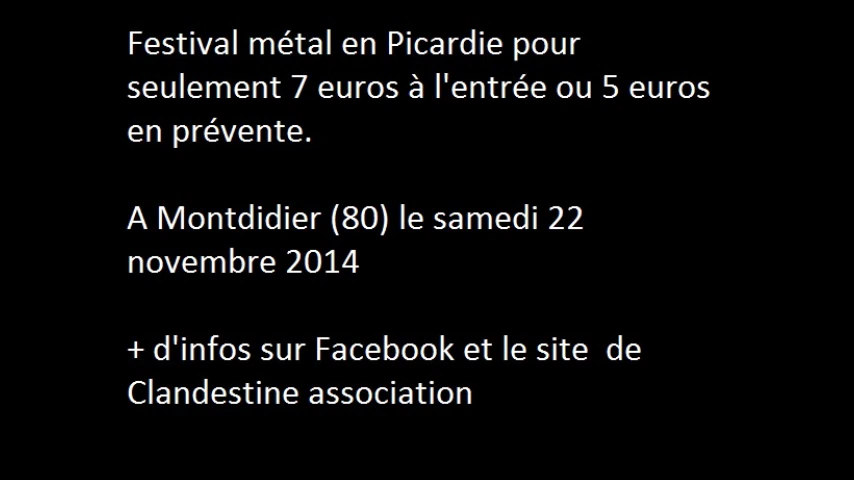 Festival métal en Picardie pour
seulement 7 euros à l'entrée ou 5 euros
en prévente.
A Montdidier (80) le samedi 22
novembre 2014
+ d'infos sur Facebook et le site  de
Clandestine association